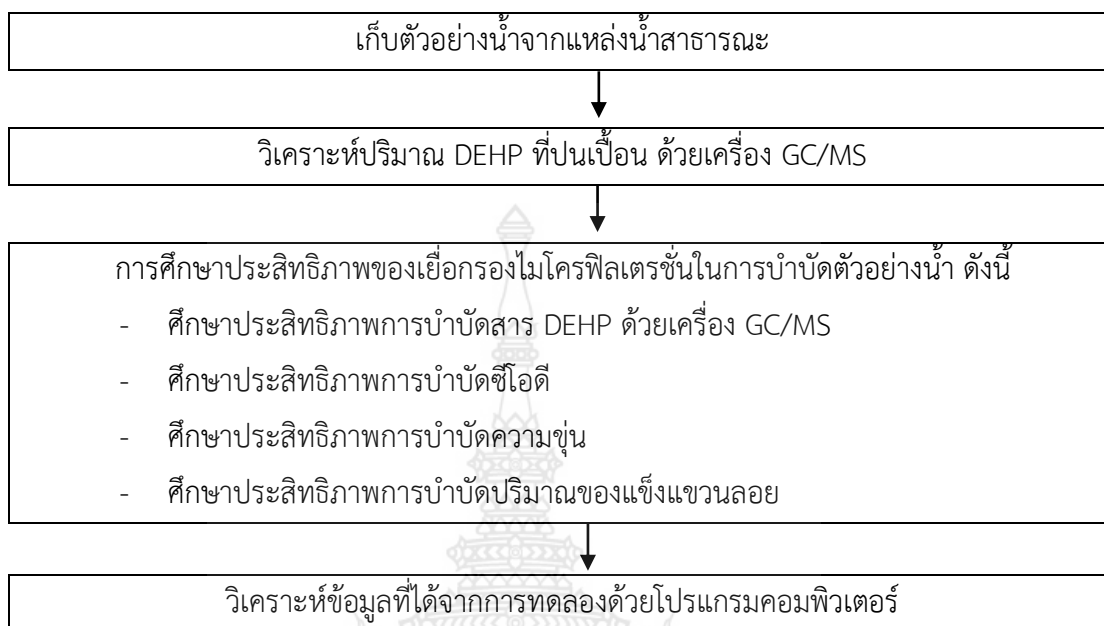 เก็บตัวอย่างน้ำจากแหล่งน้ำสาธารณะ
วิเคราะห์ปริมาณ DEHP ที่ปนเปื้อน ด้วยเครื่อง GC/MS
การศึกษาประสิทธิภาพของเยื่อกรองไมโครฟิลเตรชั่นในการบำบัดตัวอย่างน้ำ ดังนี้
- ศึกษาประสิทธิภาพการบำบัดสาร DEHP ด้วยเครื่อง GC/MS
- ศึกษาประสิทธิภาพการบำบัดซีโอดี
- ศึกษาประสิทธิภาพการบำบัดความขุ่น
- ศึกษาประสิทธิภาพการบำบัดปริมาณของแข็งแขวนลอย
วิเคราะห์ข้อมูลที่ได้จากการทดลองด้วยโปรแกรมคอมพิวเตอร์